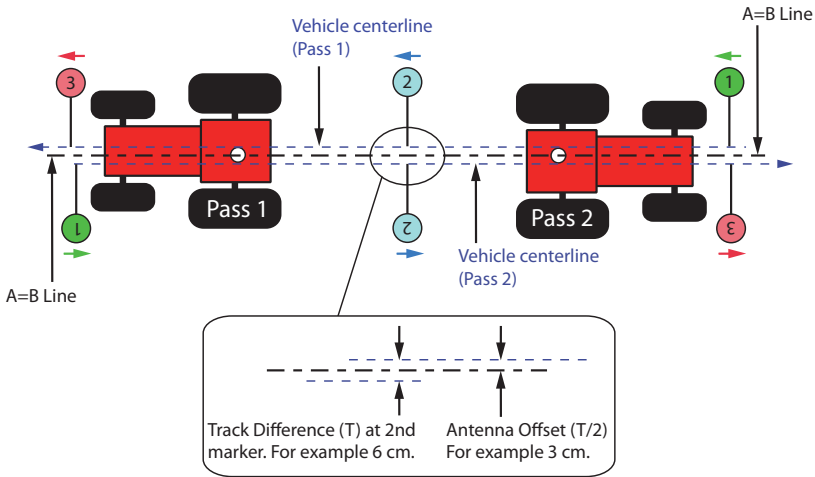 A=B Line
Vehicle centerline
(Pass 1)
3
2
1
Pass 1
Pass 2
1
2
3
Vehicle centerline
(Pass 2)
A=B Line
Track Difference (T) at 2nd
marker. For example 6 cm.
Antenna Offset (T/2)
For example 3 cm.